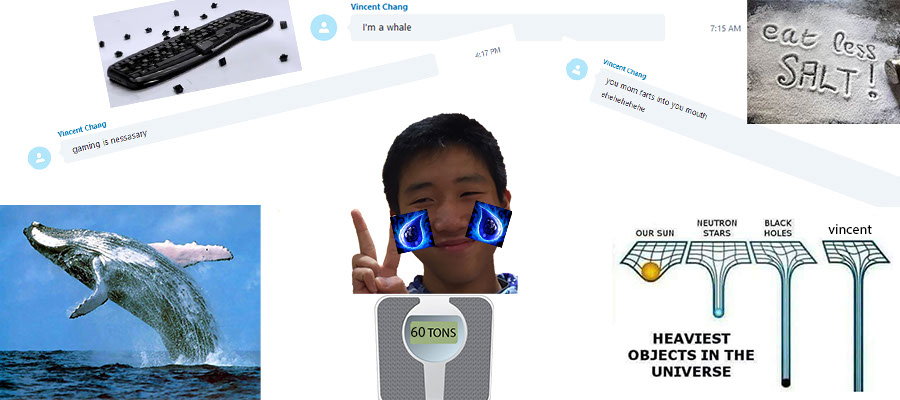 Vincent Chang
I'm a whale
7:15 AM
eat less
SALT!
4:17 PM
Vincent Chang
gaming is nessasary
Vincent Chang
you mom farts into you mouth
ehehehehehe
60 TONS
OUR SUN
NEUTRON
STARS
BLACK
HOLES
vincent
HEAVIEST
OBJECTS IN THE
UNIVERSE